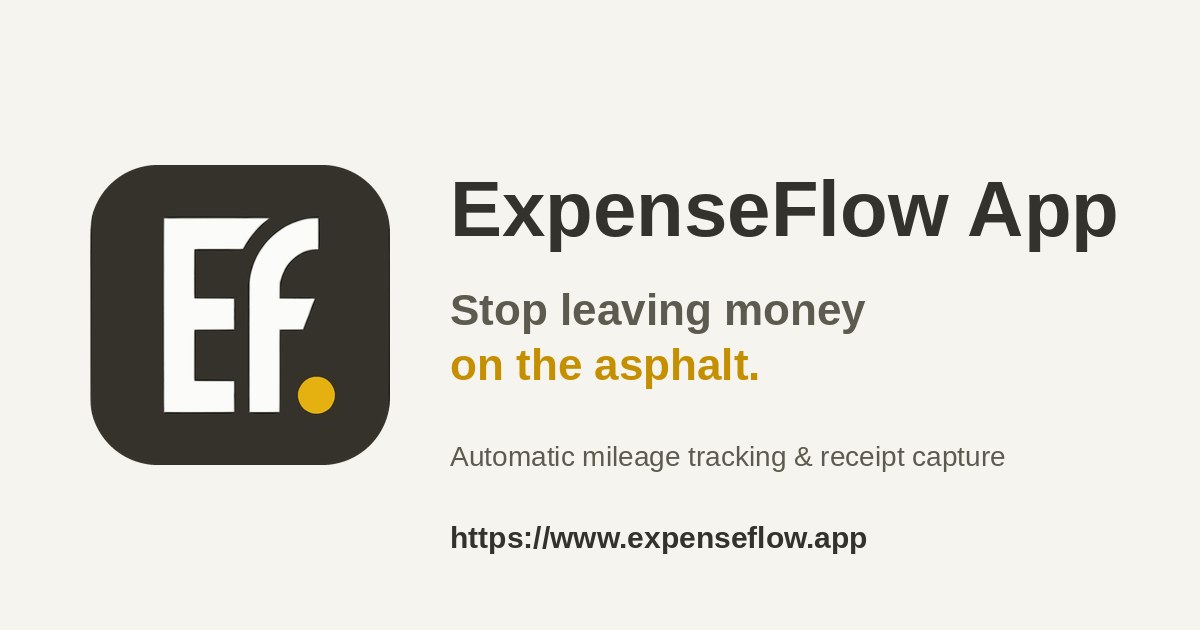 Ef.
ExpenseFlow App
Stop leaving money
on the asphalt.
Automatic mileage tracking & receipt capture
https://www.expenseflow.app